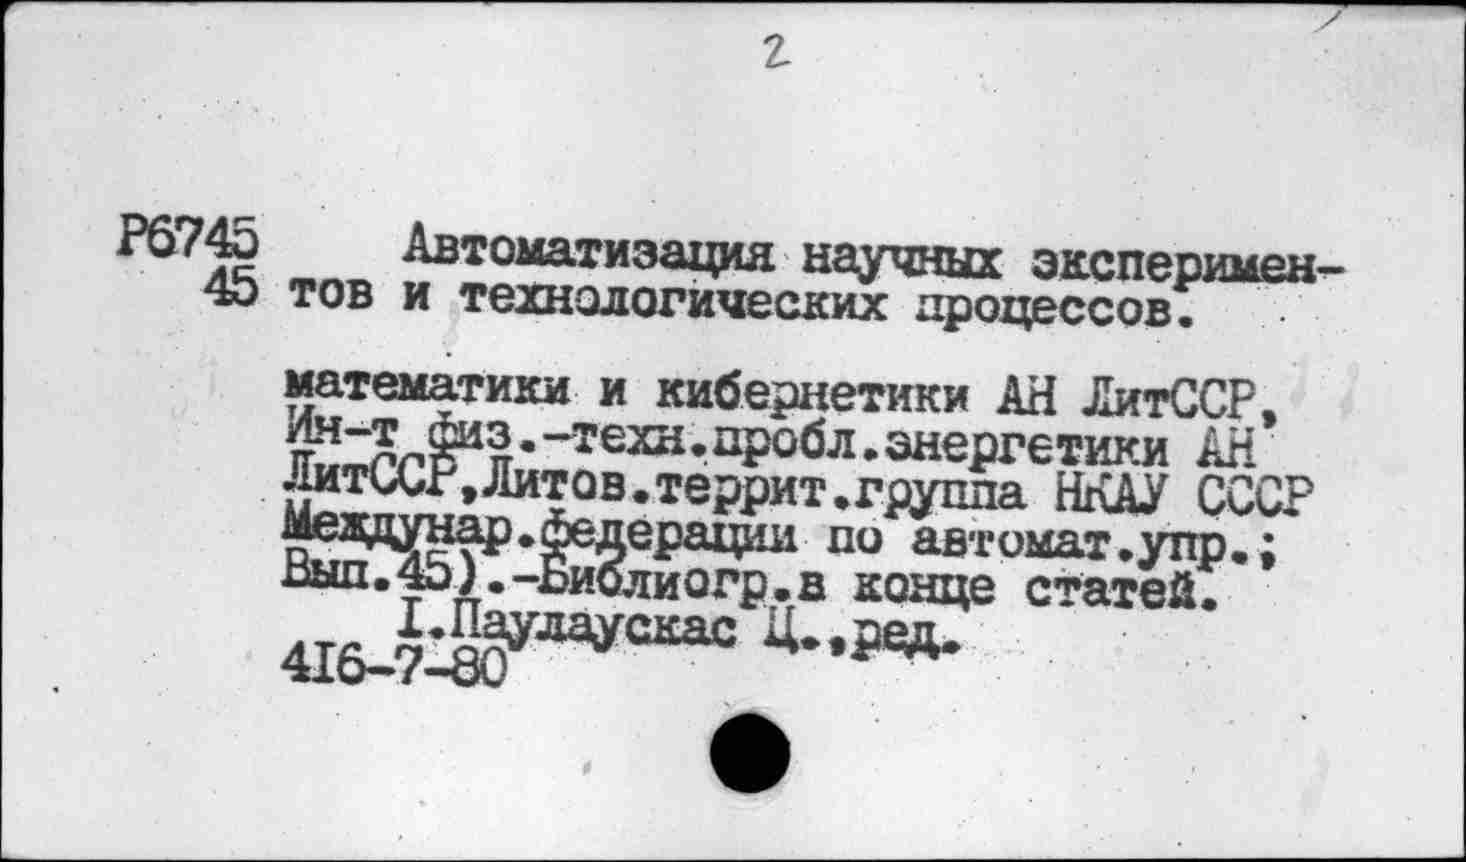 2
Р6745 Автоматизация научных эксперимен-
45 тов и технологических процессов.
математики и кибернетики АН ЛитССР,
Ин-т физ.-техн.пробл.энергетики АН
ЛитССР,Литов.террит.группа НКАУ СССР
Междунар.федерации по автомат.упр.;
Вып.45).-Библиогр.в конце статей.
I.Паулаускас Ц.,ред.
416-7-80